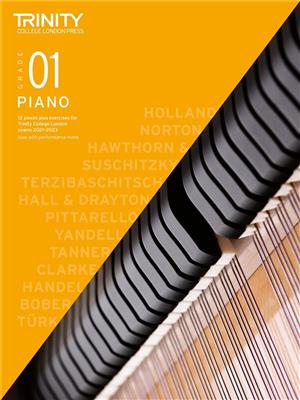 TRINITY
COLLEGE LONDON PRESS
GRADE
01
PIANO
12 pieces plus exercises for
Trinity College London
exams 2021-2023
Now with performance notes
HOLLAND
NORTON
HAWTHORN &
SUSCHITZKY
TERZIBASCHITSCH
HALL & DRAYTON
PITTARELLO
YANDELL
TANNER
CLARKE
HANDEL
BOBER
TÜRK